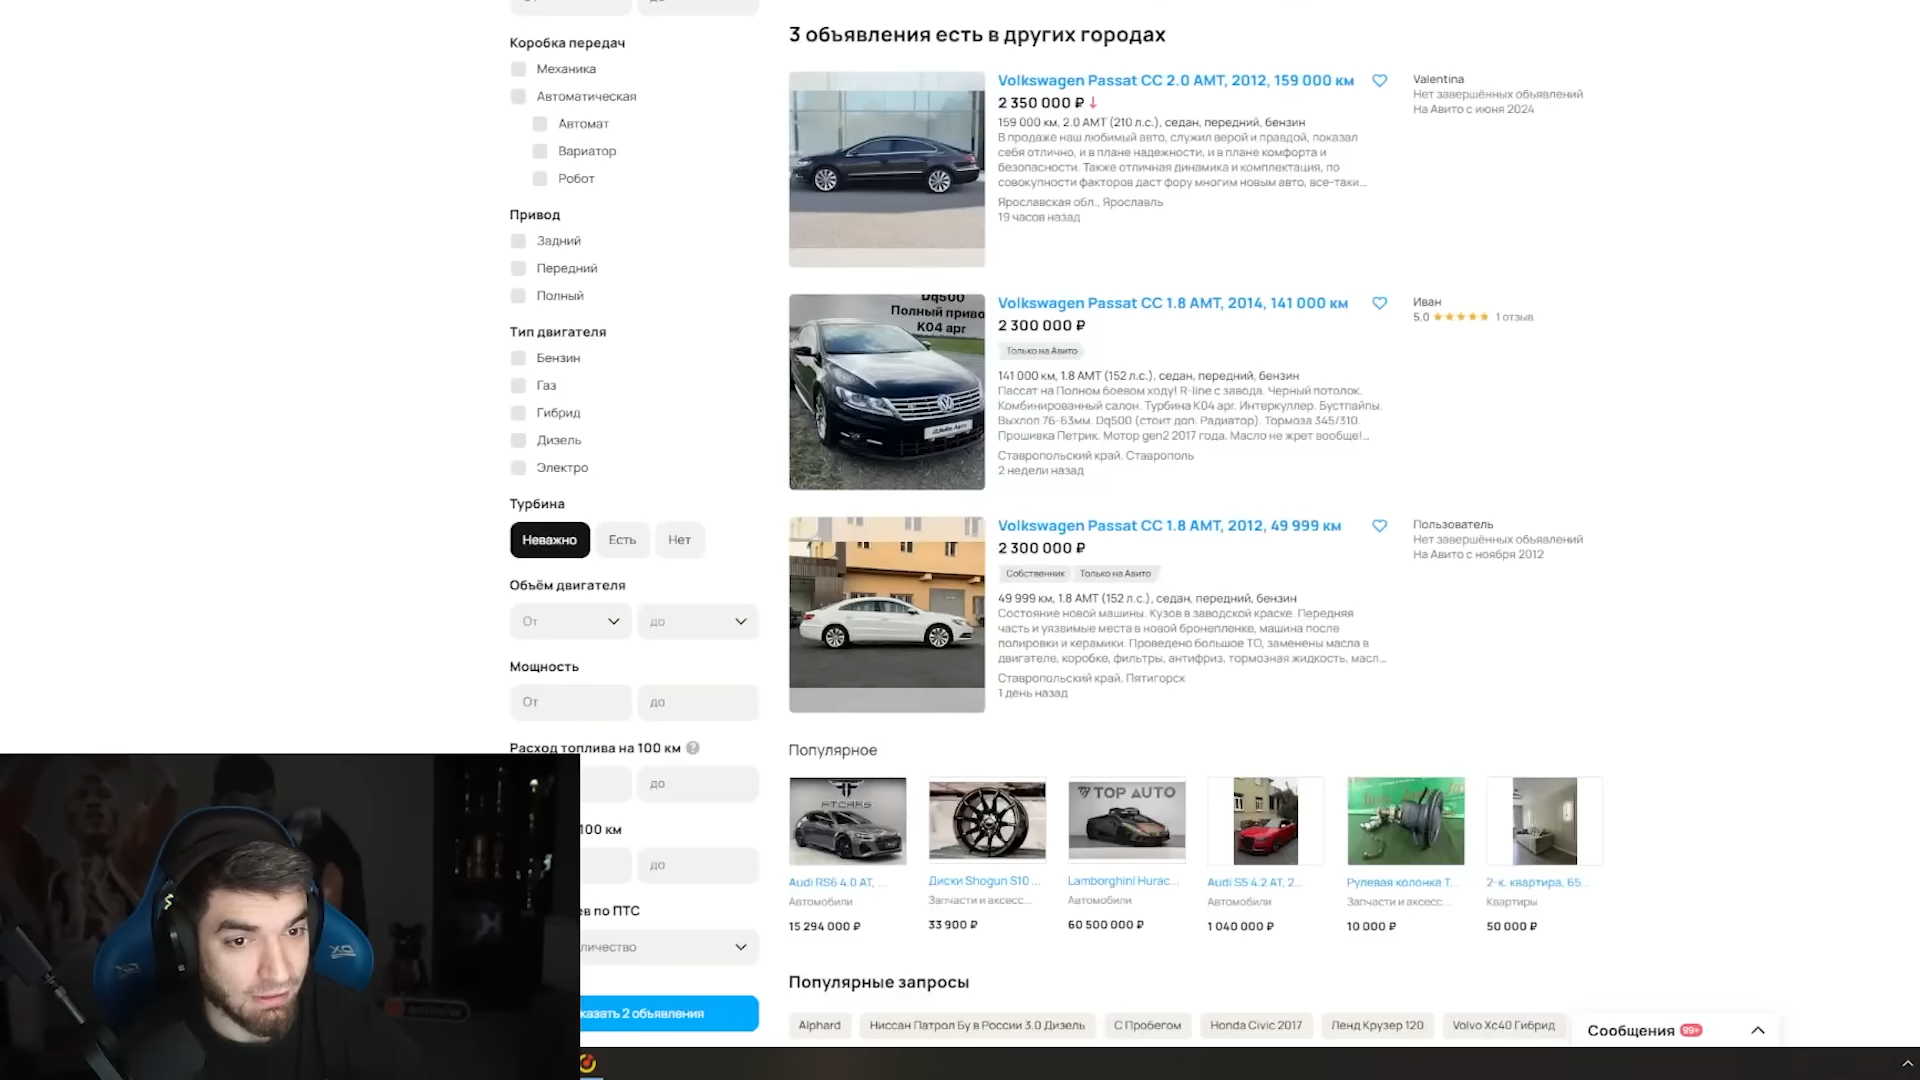 Коробка передач
Механика
Автоматическая
Автомат
Вариатор
Робот
Привод
Задний
Передний
Полный
Тип двигателя
Бензин
Газ
Гибрид
Дизель
Электро
Турбина
Неважно
Есть
Нет
Объём двигателя
От
до
Мощность
От
до
Расход топлива на 100 км
до
100 км
до
ев по ПТС
личество
казать 2 объявления
3 объявления есть в других городах
Volkswagen Passat CC 2.0 AMT, 2012, 159 000 км
2 350 000 ₽ ↓
159 000 км, 2.0 AMT (210 л.с.), седан, передний, бензин
В продаже наш любимый авто, служил верой и правдой, показал
себя отлично, и в плане надежности, и в плане комфорта и
безопасности. Также отличная динамика и комплектация, по
совокупности факторов даст фору многим новым авто, все-таки...
Ярославская обл., Ярославль
19 часов назад
Valentina
Нет завершённых объявлений
На Авито с июня 2024
Dq500
Полный приво
K04 apr
Volkswagen Passat CC 1.8 AMT, 2014, 141 000 км
2 300 000 ₽
Только на Авито
141 000 км, 1.8 AMT (152 л.с.), седан, передний, бензин
Пассат на Полном боевом ходу! R-line с завода. Черный потолок.
Комбинированный салон. Турбина K04 apr. Интеркуллер. Бустпайпы.
Выхлоп 76-63мм. Dq500 (стоит доп. Радиатор). Тормоза 345/310.
Прошивка Петрик. Мотор gen2 2017 года. Масло не жрет вообще!...
Ставропольский край, Ставрополь
2 недели назад
Иван
5,0 ★★★★★ 1 отзыв
Volkswagen Passat CC 1.8 AMT, 2012, 49 999 км
2 300 000 ₽
Собственник
Только на Авито
49 999 км, 1.8 AMT (152 л.с.), седан, передний, бензин
Состояние новой машины. Кузов в заводской краске. Передняя
часть и уязвимые места в новой бронепленке, машина после
полировки и керамики. Проведено большое ТО, заменены масла в
двигателе, коробке, фильтры, антифриз, тормозная жидкость, масл...
Ставропольский край, Пятигорск
1 день назад
Пользователь
Нет завершённых объявлений
На Авито с ноября 2012
Популярное
TOP AUTO
Audi RS6 4.0 AT, ...
Автомобили
15 294 000 ₽
Диски Shogun S10 ...
Запчасти и аксесс...
33 900 ₽
Lamborghini Hurac...
Автомобили
60 500 000 ₽
Audi S5 4.2 AT, 2...
Автомобили
1 040 000 ₽
Рулевая колонка Т...
Запчасти и аксесс...
10 000 ₽
2-к. квартира, 65...
Квартиры
50 000 ₽
Популярные запросы
Alphard
Ниссан Патрол Бу в России 3.0 Дизель
С Пробегом
Honda Civic 2017
Ленд Крузер 120
Volvo Xc40 Гибрид
Сообщения 99+